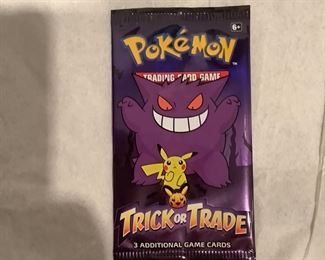 6+
POKéMON
TRADING CARD GAME
TRICK OR TRADE
3 ADDITIONAL GAME CARDS